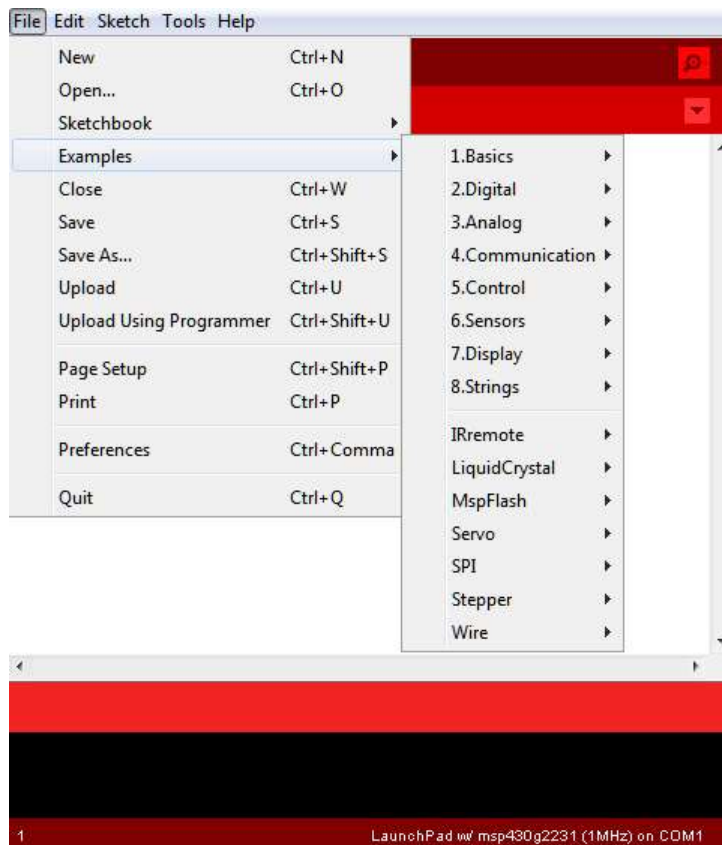 File Edit Sketch Tools Help
New Ctrl+N
Open... Ctrl+O
Sketchbook
Examples
Close Ctrl+W
Save Ctrl+S
Save As... Ctrl+Shift+S
Upload Ctrl+U
Upload Using Programmer Ctrl+Shift+U
Page Setup Ctrl+Shift+P
Print Ctrl+P
Preferences Ctrl+Comma
Quit Ctrl+Q
1.Basics
2.Digital
3.Analog
4.Communication
5.Control
6.Sensors
7.Display
8.Strings
IRremote
LiquidCrystal
MspFlash
Servo
SPI
Stepper
Wire
1 LaunchPad w/ msp430g2231 (1MHz) on COM1